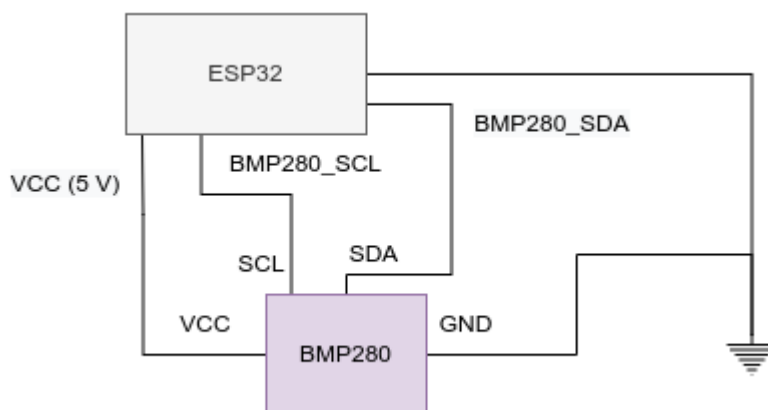 ESP32
BMP280_SDA
BMP280_SCL
VCC (5 V)
SDA
SCL
VCC
GND
BMP280